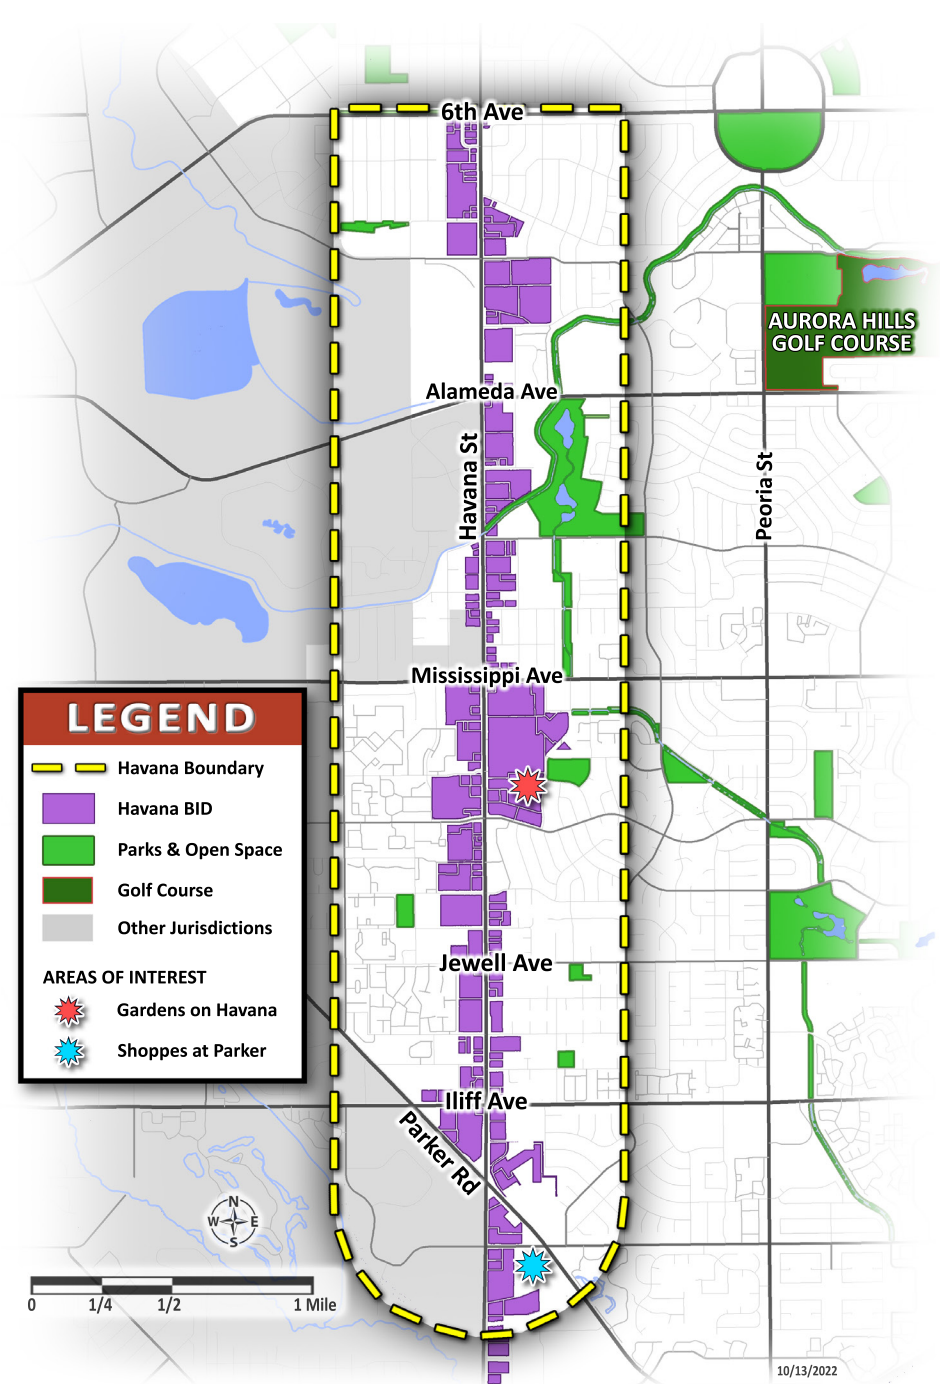 6th Ave
AURORA HILLS
GOLF COURSE
Alameda Ave
Havana St
Peoria St
Mississippi Ave
LEGEND
Havana Boundary
Havana BID
Parks & Open Space
Golf Course
Other Jurisdictions
AREAS OF INTEREST
Gardens on Havana
Shoppes at Parker
Jewell Ave
Iliff Ave
Parker Rd
N
W E
S
0 1/4 1/2 1 Mile
10/13/2022